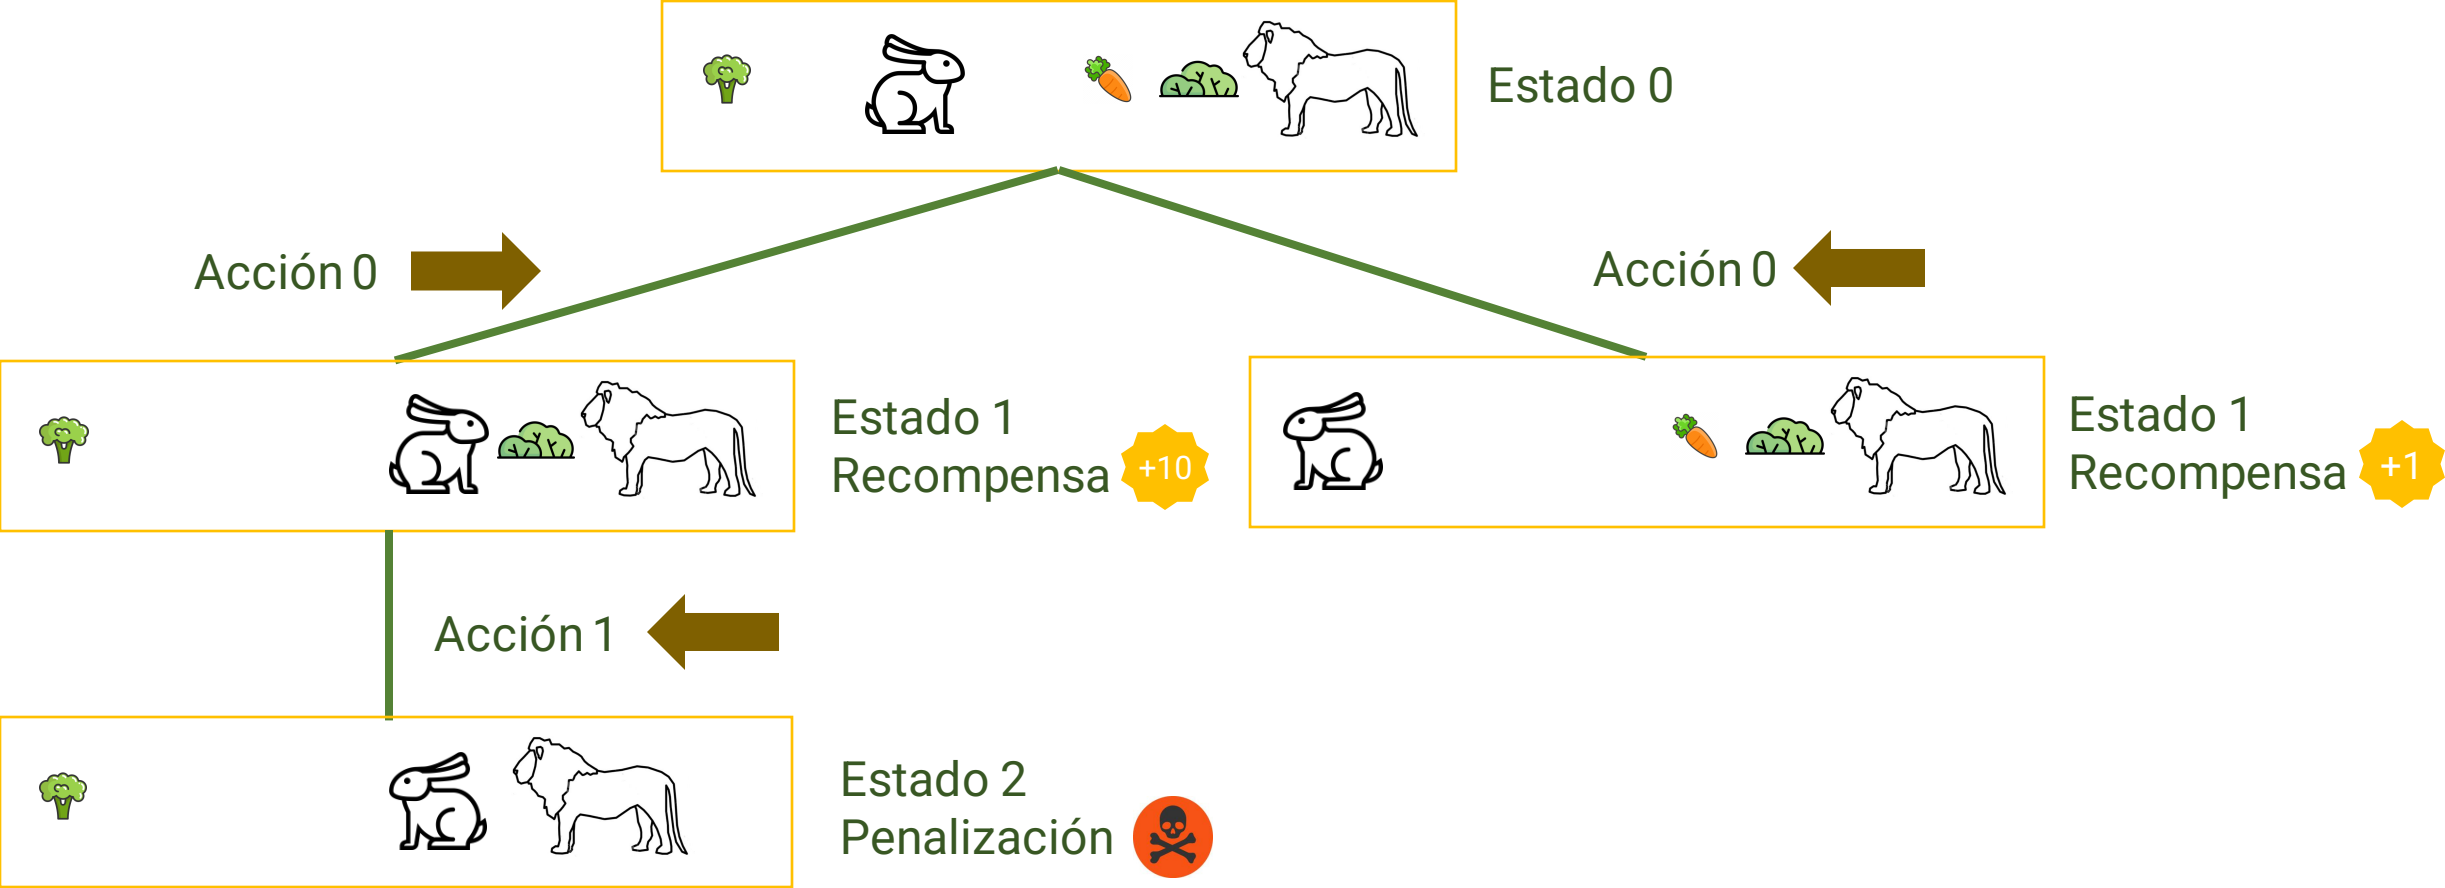 Estado 0
Acción 0
Acción 0
Estado 1
Recompensa +10
Estado 1
Recompensa +1
Acción 1
Estado 2
Penalización